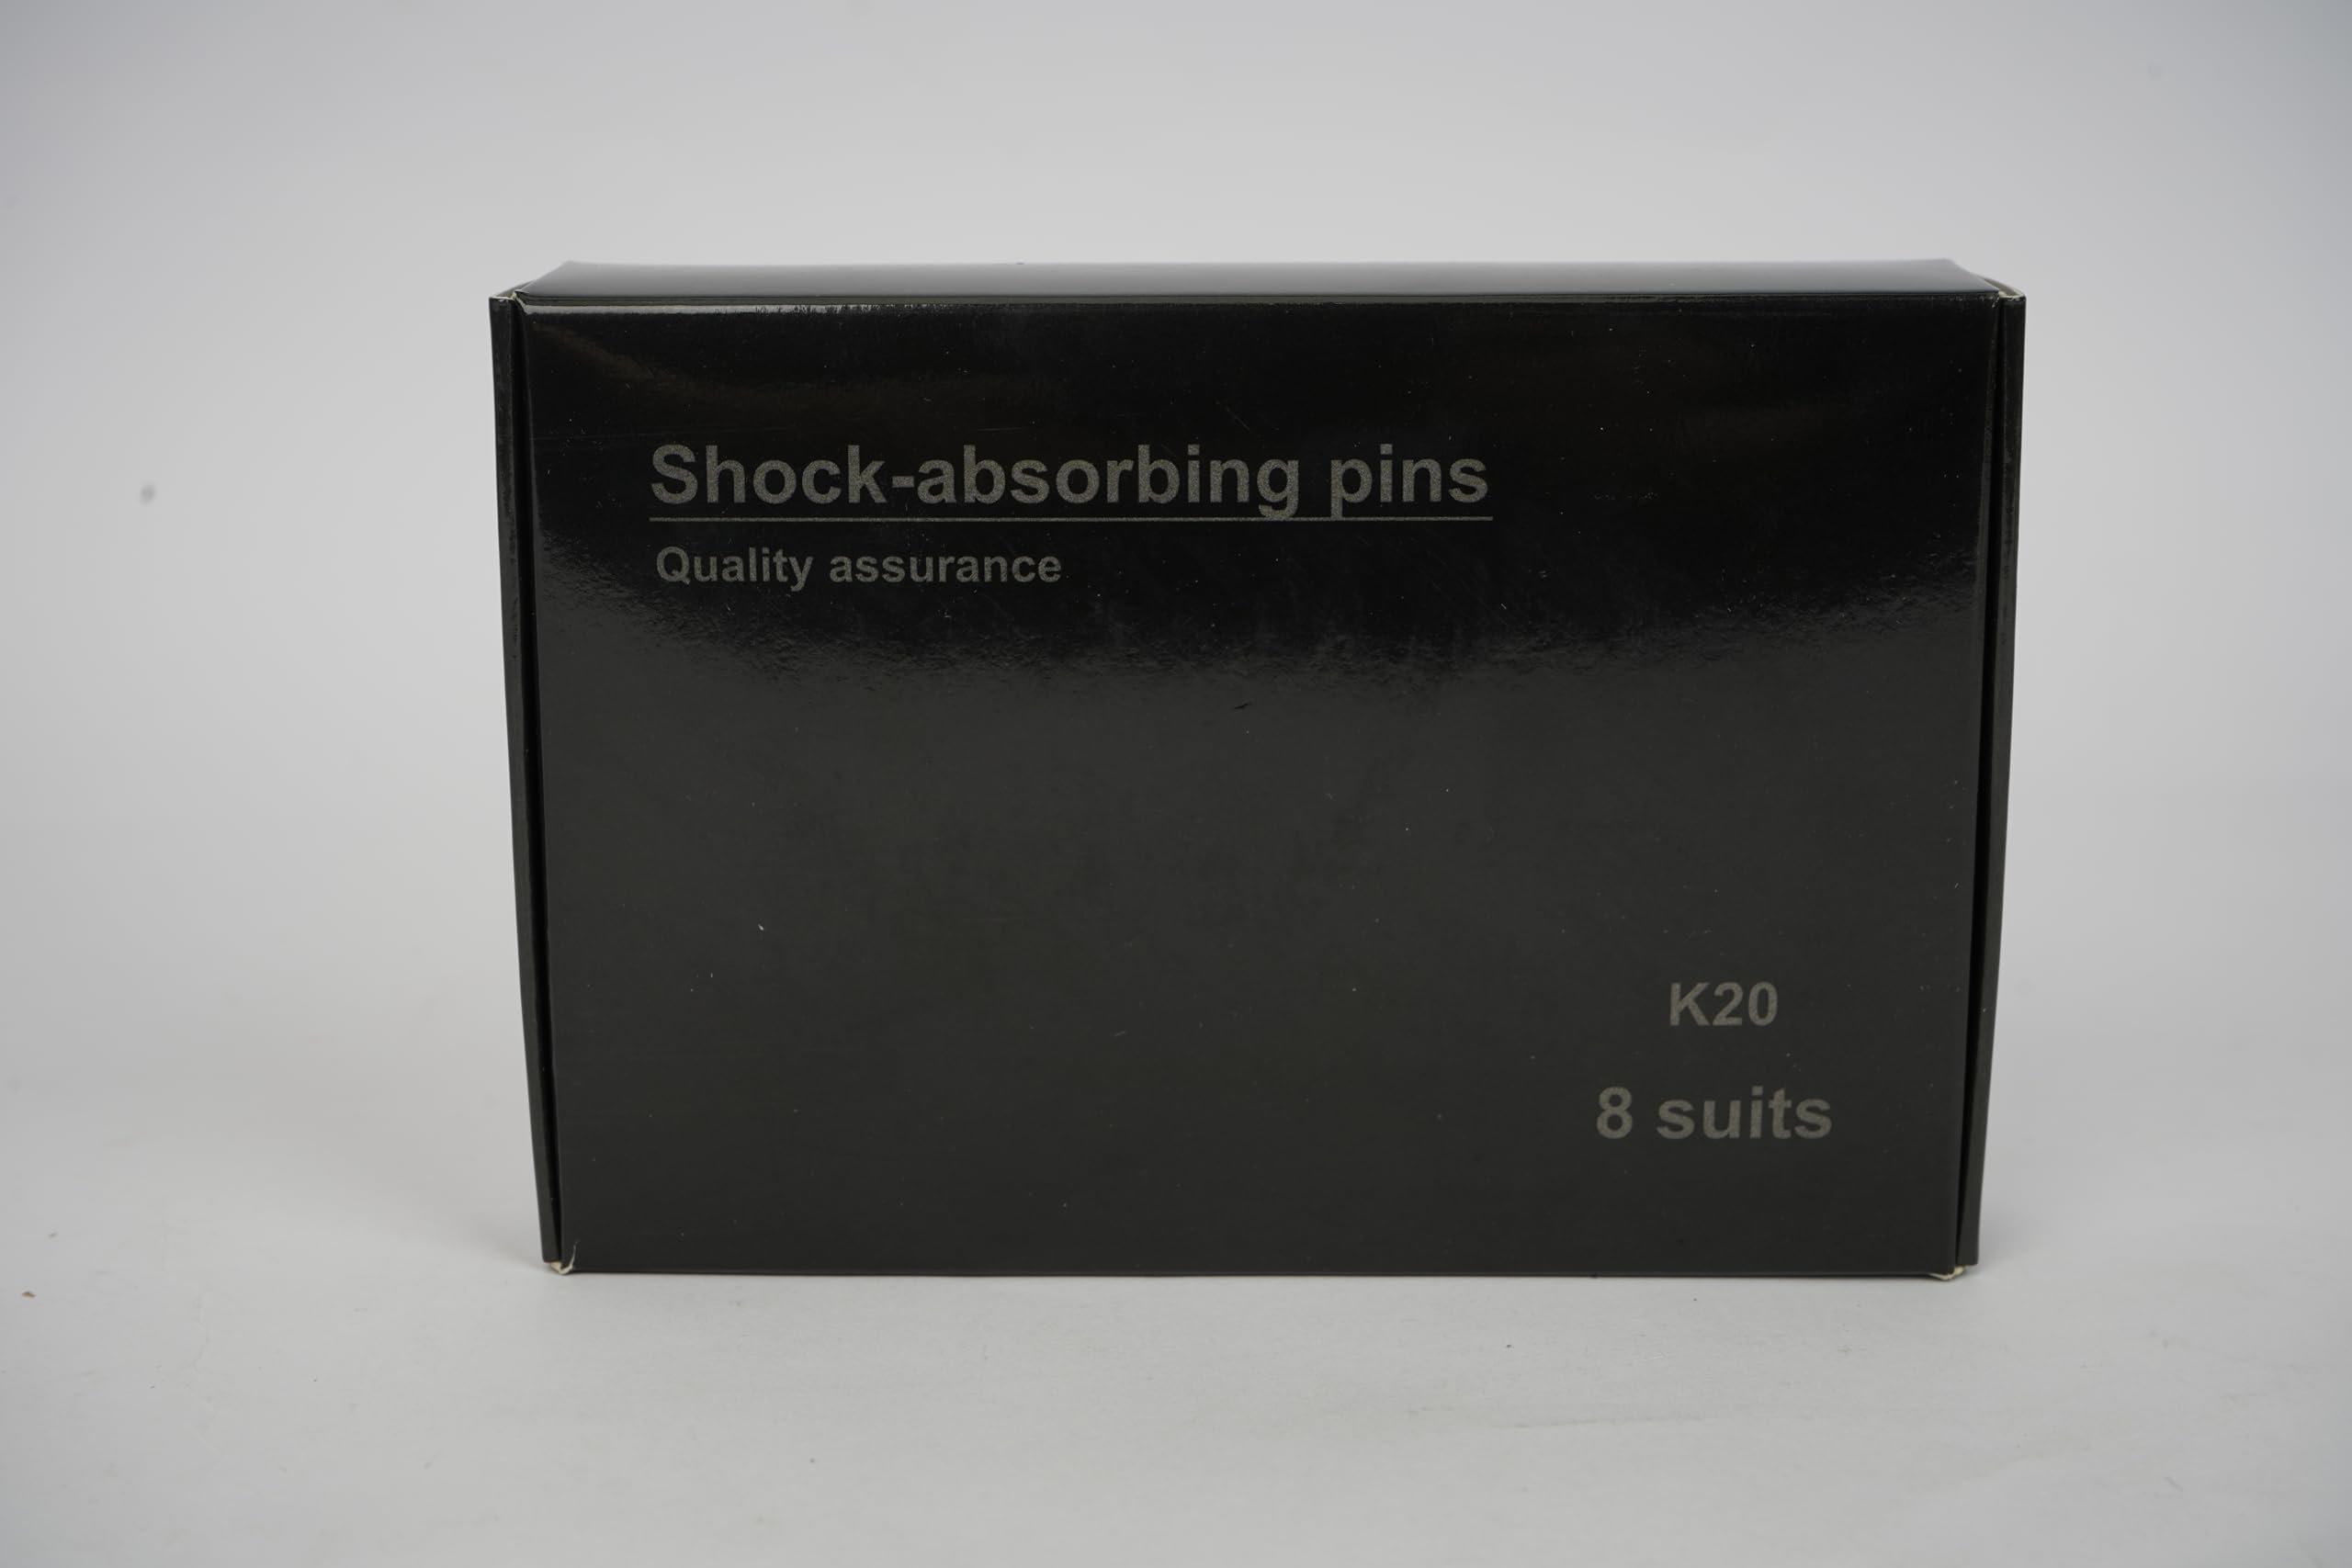 Shock-absorbing pins
Quality assurance
K20
8 suits